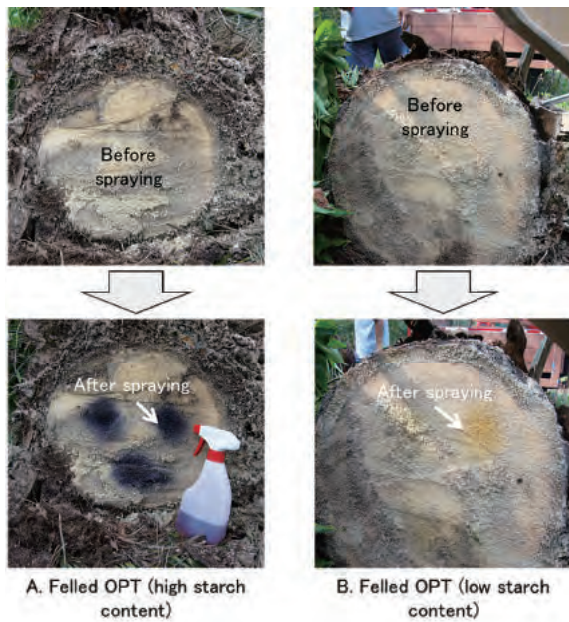 Before
spraying
Before
spraying
After spraying
After spraying
A. Felled OPT (high starch
content)
B. Felled OPT (low starch
content)